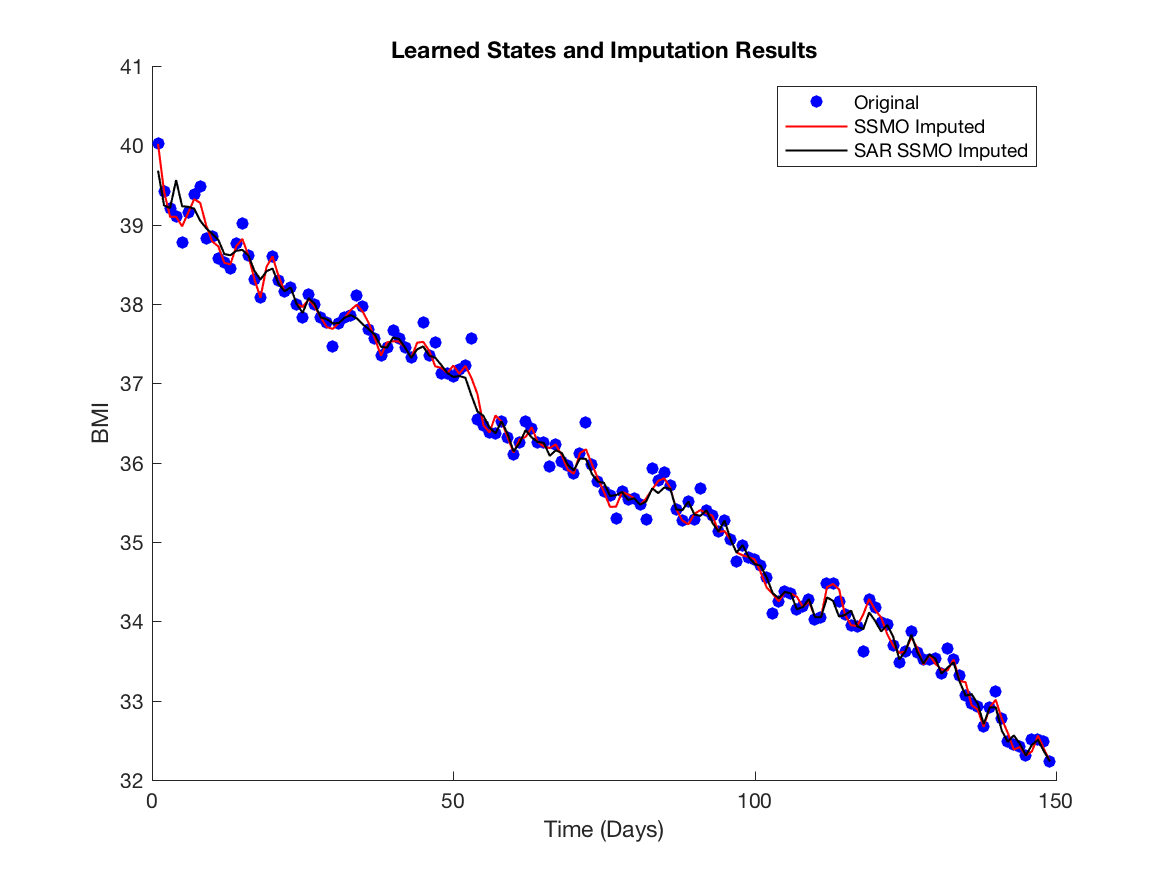 Learned States and Imputation Results
Original
SSMO Imputed
SAR SSMO Imputed
41
40
39
38
37
36
35
34
33
32
BMI
0
50
100
150
Time (Days)